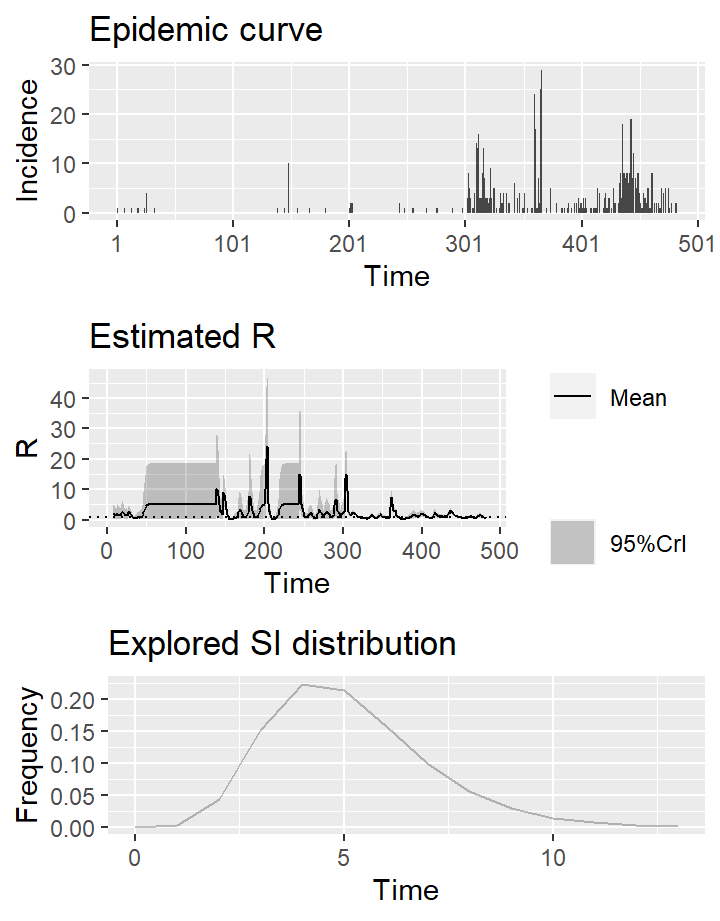 Epidemic curve
30
20
10
0
Incidence
1 101 201 301 401 501
Time
Estimated R
40
30
20
10
0
R
0 100 200 300 400 500
Time
Mean
95%CrI
Explored SI distribution
0.20
0.15
0.10
0.05
0.00
Frequency
0 5 10
Time